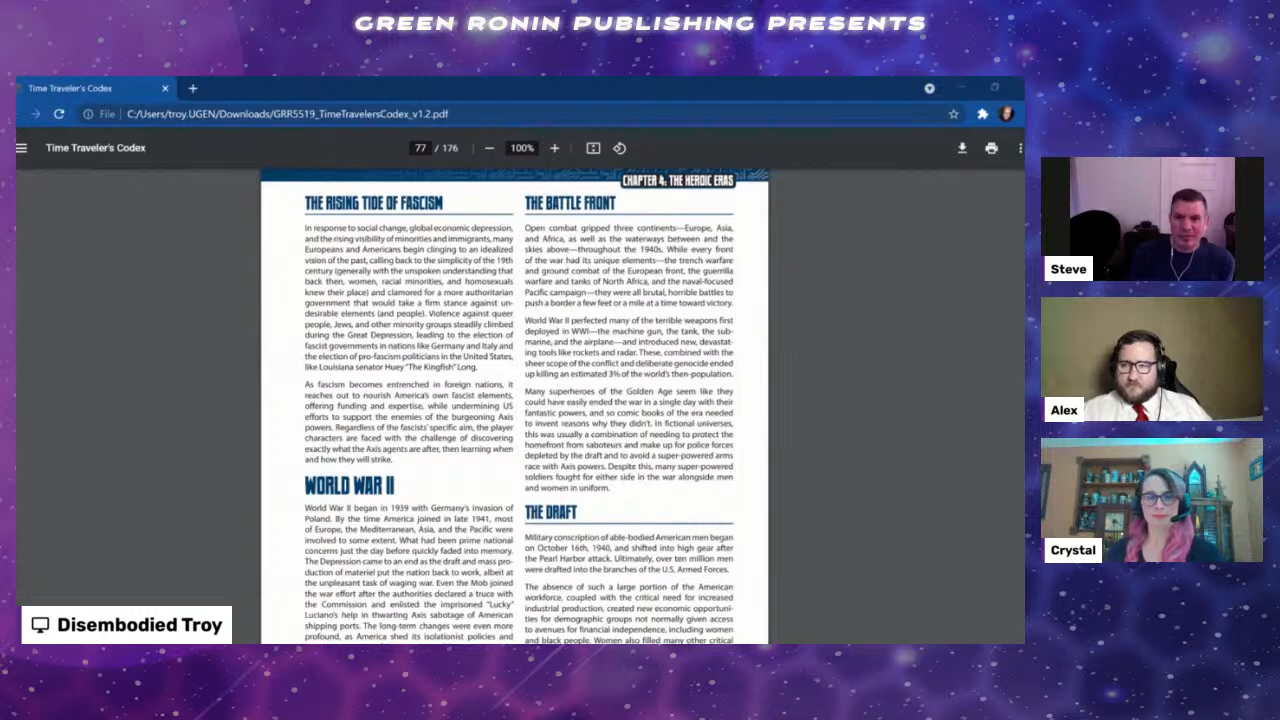 GREEN RONIN PUBLISHING PRESENTS
Time Traveler's Codex
File
C:/Users/troy.UGEN/Downloads/GRR5519_TimeTravelersCodex_v1.2.pdf
Time Traveler's Codex
77 / 176
100%
CHAPTER 4: THE HEROIC ERAS
THE RISING TIDE OF FASCISM
In response to social change, global economic depression,
and the rising visibility of minorities and immigrants, many
Europeans and Americans begin clinging to an idealized
vision of the past, calling back to the simplicity of the 19th
century (generally with the unspoken understanding that
back then, women, racial minorities, and homosexuals
knew their place) and clamored for a more authoritarian
government that would take a firm stance against un-
desirable elements (and people). Violence against queer
people, Jews, and other minority groups steadily climbed
during the Great Depression, leading to the election of
fascist governments in nations like Germany and Italy and
the election of pro-fascism politicians in the United States,
like Louisiana senator Huey "The Kingfish" Long.
As fascism becomes entrenched in foreign nations, it
reaches out to nourish America's own fascist elements,
offering funding and expertise, while undermining US
efforts to support the enemies of the burgeoning Axis
powers. Regardless of the fascists' specific aim, the player
characters are faced with the challenge of discovering
exactly what the Axis agents are after, then learning when
and how they will strike.
WORLD WAR II
World War II began in 1939 with Germany's invasion of
Poland. By the time America joined in late 1941, most
of Europe, the Mediterranean, Asia, and the Pacific were
involved to some extent. What had been prime national
concerns just the day before quickly faded into memory.
The Depression came to an end as the draft and mass pro-
duction of materiel put the nation back to work, albeit at
the unpleasant task of waging war. Even the Mob joined
the war effort after the authorities declared a truce with
the Commission and enlisted the imprisoned "Lucky"
Luciano's help in thwarting Axis sabotage of American
shipping ports. The long-term changes were even more
profound, as America shed its isolationist policies and
THE BATTLE FRONT
Open combat gripped three continents—Europe, Asia,
and Africa, as well as the waterways between and the
skies above—throughout the 1940s. While every front
of the war had its unique elements—the trench warfare
and ground combat of the European front, the guerrilla
warfare and tanks of North Africa, and the naval-focused
Pacific campaign—they were all brutal, horrible battles to
push a border a few feet or a mile at a time toward victory.
World War II perfected many of the terrible weapons first
deployed in WWI—the machine gun, the tank, the sub-
marine, and the airplane—and introduced new, devastat-
ing tools like rockets and radar. These, combined with the
sheer scope of the conflict and deliberate genocide ended
up killing an estimated 3% of the world's then-population.
Many superheroes of the Golden Age seem like they
could have easily ended the war in a single day with their
fantastic powers, and so comic books of the era needed
to invent reasons why they didn't. In fictional universes,
this was usually a combination of needing to protect the
homefront from saboteurs and make up for police forces
depleted by the draft and to avoid a super-powered arms
race with Axis powers. Despite this, many super-powered
soldiers fought for either side in the war alongside men
and women in uniform.
THE DRAFT
Military conscription of able-bodied American men began
on October 16th, 1940, and shifted into high gear after
the Pearl Harbor attack. Ultimately, over ten million men
were drafted into the branches of the U.S. Armed Forces.
The absence of such a large portion of the American
workforce, coupled with the critical need for increased
industrial production, created new economic opportuni-
ties for demographic groups not normally given access
to avenues for financial independence, including women
and black people. Women also filled many other critical
Steve
Alex
Crystal
Disembodied Troy